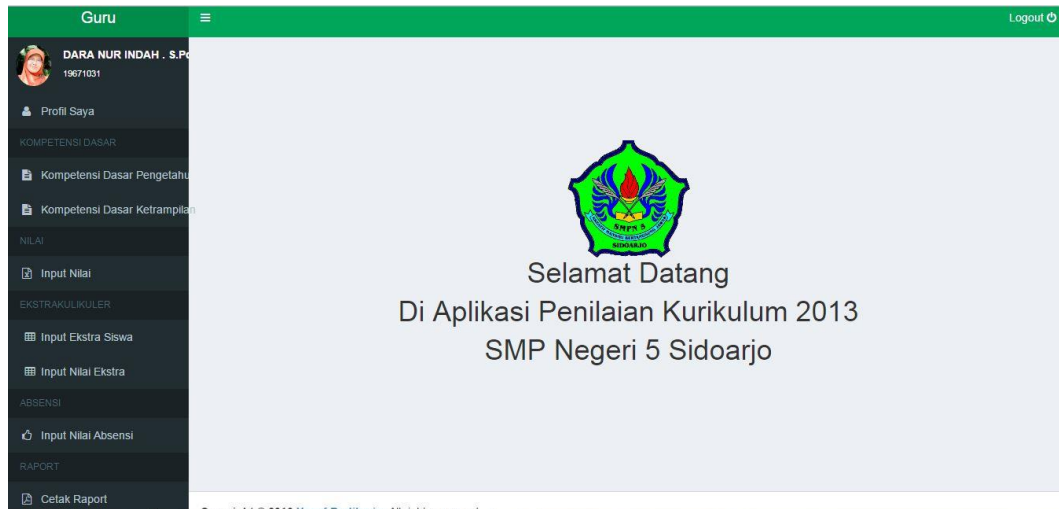 Guru
Logout
DARA NUR INDAH . S.Pd
19671031
Profil Saya
KOMPETENSI DASAR
Kompetensi Dasar Pengetahu
Kompetensi Dasar Ketrampilan
NILAI
Input Nilai
EKSTRAKULIKULER
Input Ekstra Siswa
Input Nilai Ekstra
ABSENSI
Input Nilai Absensi
RAPORT
Cetak Raport
SMPN 5
SIDOARJO
Selamat Datang
Di Aplikasi Penilaian Kurikulum 2013
SMP Negeri 5 Sidoarjo